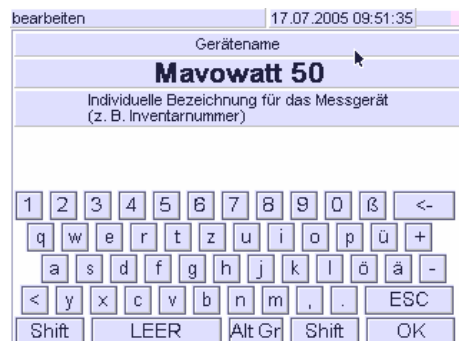 bearbeiten 17.07.2005 09:51:35
Gerätename
Mavowatt 50
Individuelle Bezeichnung für das Messgerät
(z. B. Inventarnummer)
1 2 3 4 5 6 7 8 9 0 ß <-
q w e r t z u i o p ü +
a s d f g h j k l ö ä -
< y x c v b n m , . ESC
Shift LEER Alt Gr Shift OK